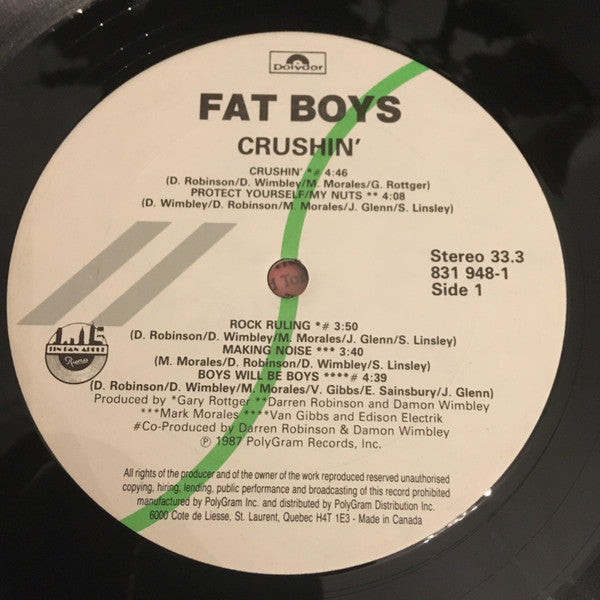 Polydor
FAT BOYS
CRUSHIN'
CRUSHIN' *# 4:46
(D. Robinson/D. Wimbley/M. Morales/G. Rottger)
PROTECT YOURSELF/MY NUTS ** 4:08
(D. Wimbley/D. Robinson/M. Morales/J. Glenn/S. Linsley)
Stereo 33.3
831 948-1
Side 1
ROCK RULING *# 3:50
(D. Robinson/D. Wimbley/M. Morales/J. Glenn/S. Linsley)
MAKING NOISE *** 3:40
(M. Morales/D. Robinson/D. Wimbley/S. Linsley)
BOYS WILL BE BOYS ****# 4:39
(D. Robinson/D. Wimbley/M. Morales/V. Gibbs/E. Sainsbury/J. Glenn)
TIN PAN APPLE
Produced by *Gary Rottger **Darren Robinson and Damon Wimbley
***Mark Morales ****Van Gibbs and Edison Electrik
#Co-Produced by Darren Robinson & Damon Wimbley
Ⓟ 1987 PolyGram Records, Inc.
All rights of the producer and of the owner of the work reproduced reserved unauthorised
copying, hiring, lending, public performance and broadcasting of this record prohibited
manufactured by PolyGram Inc. and distributed by PolyGram Distribution Inc.
6000 Cote de Liesse, St. Laurent, Quebec H4T 1E3 - Made in Canada